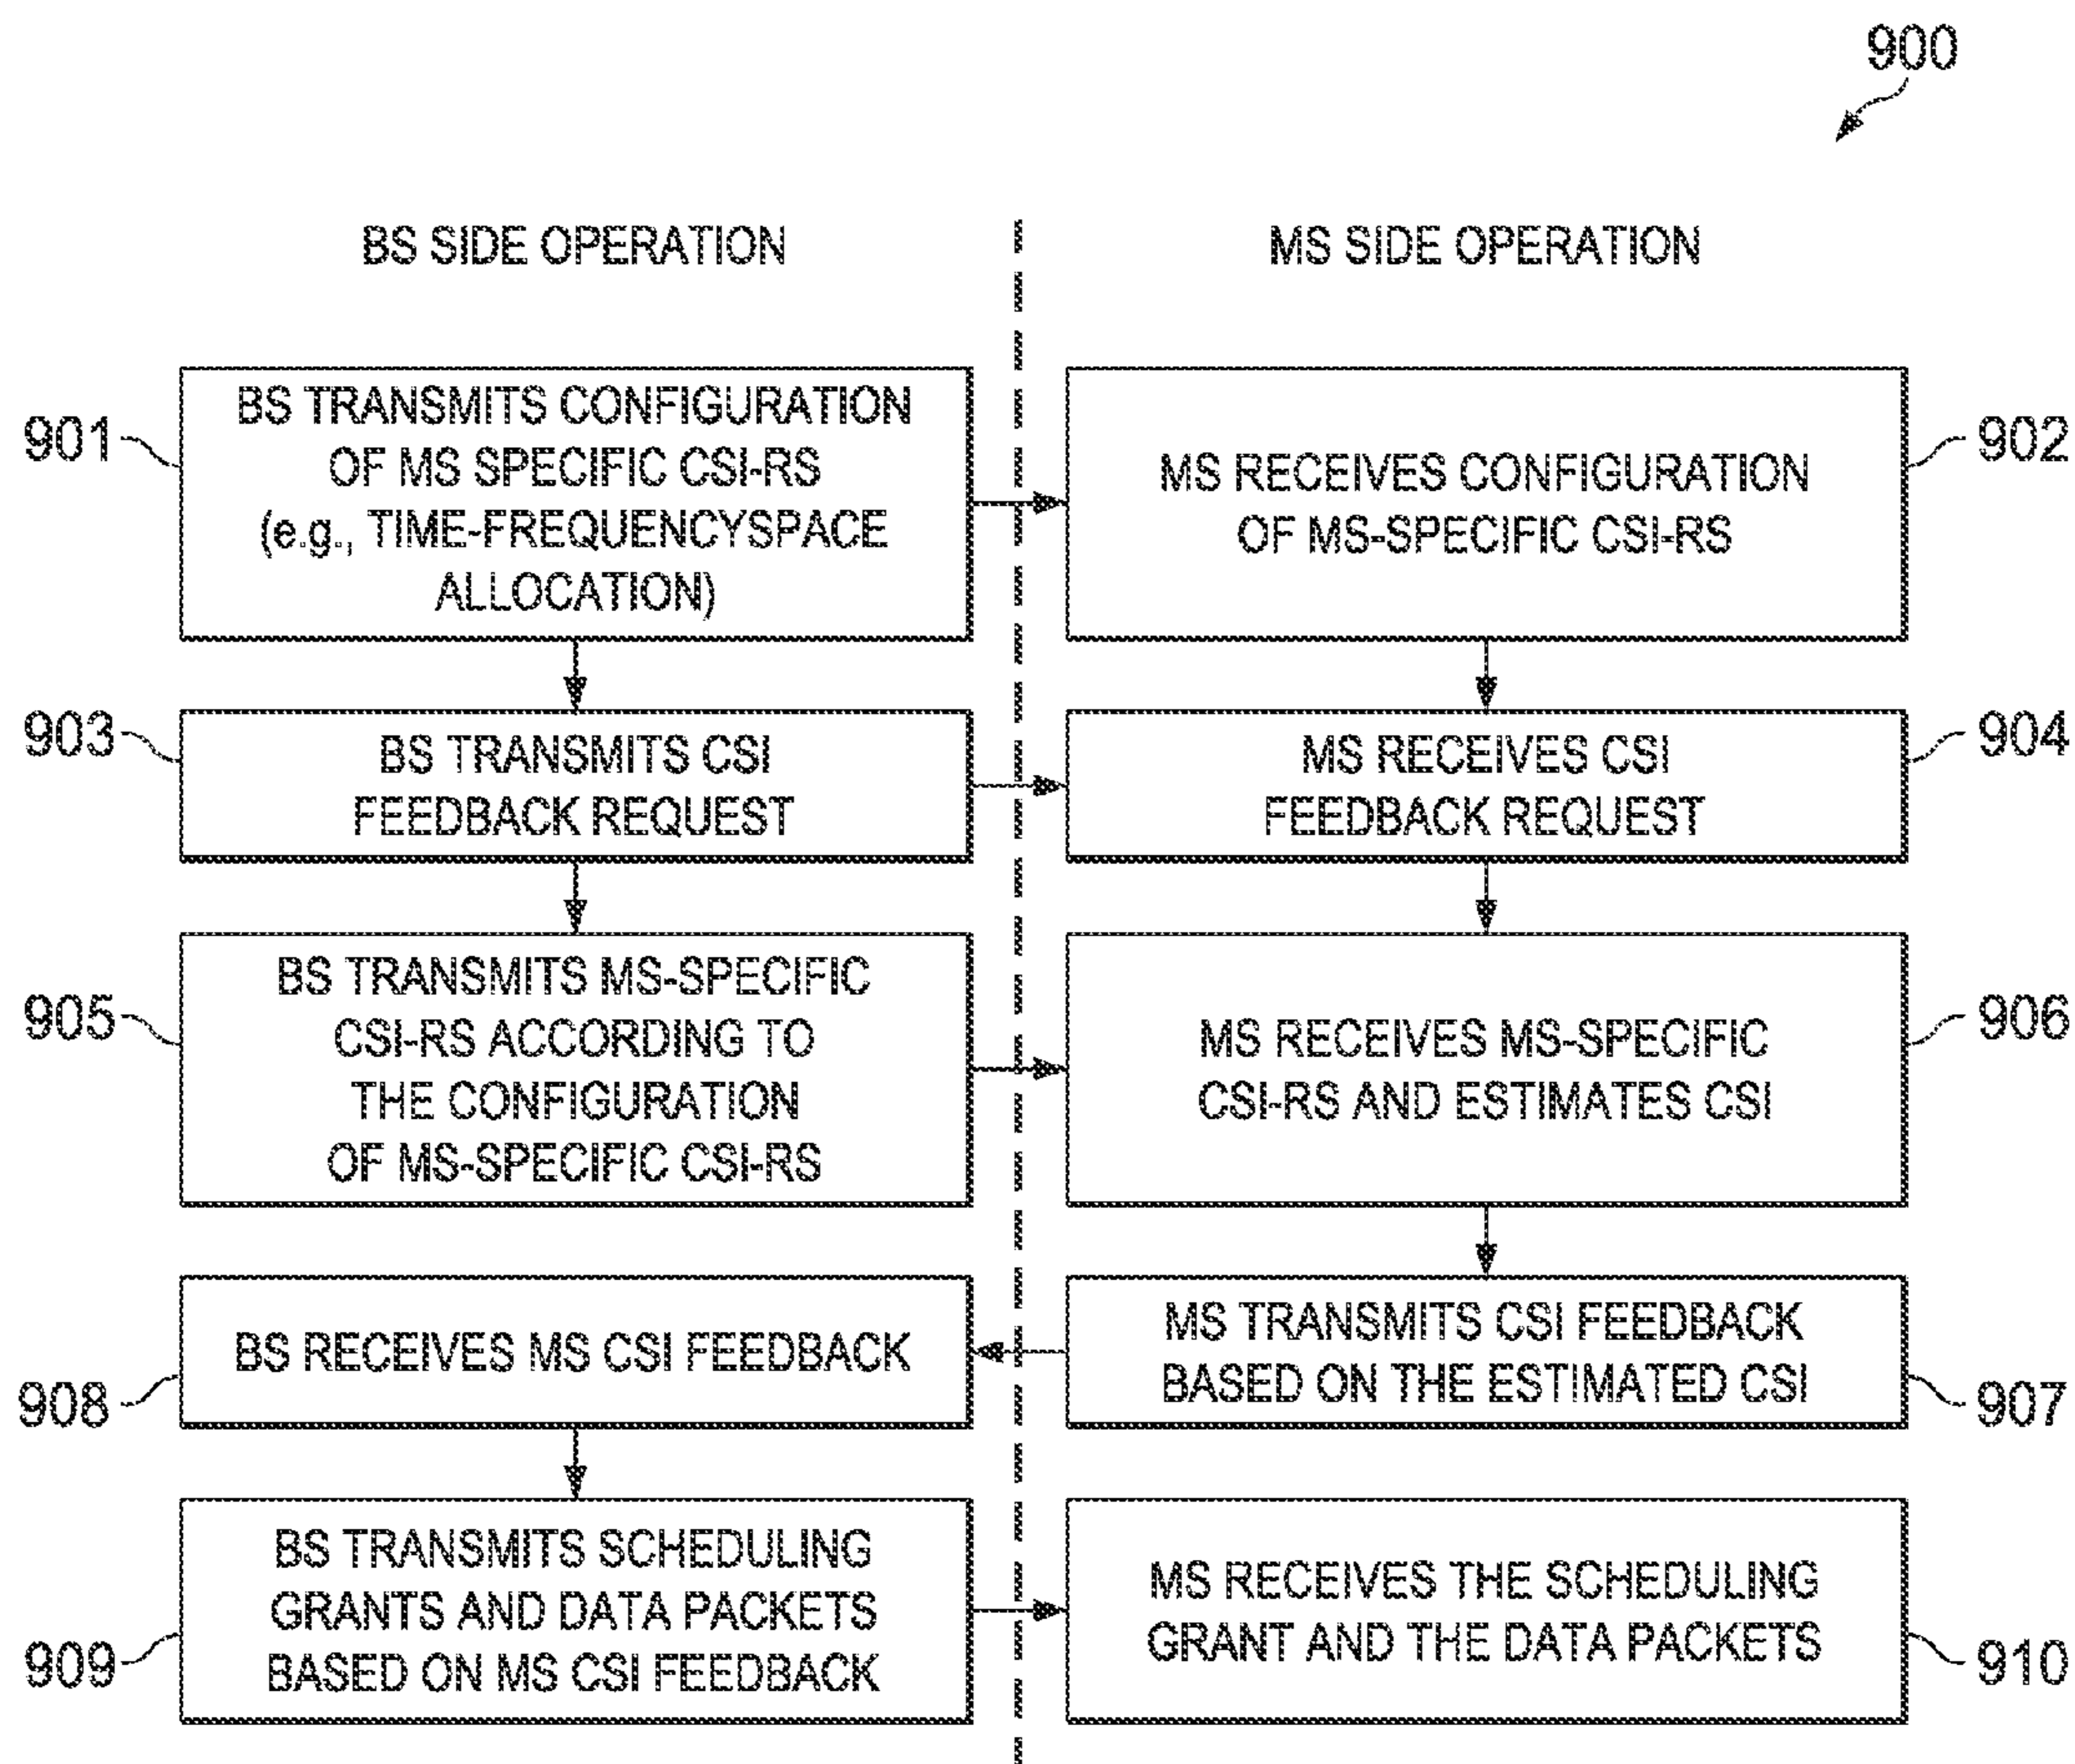 900
BS SIDE OPERATION
MS SIDE OPERATION
901
BS TRANSMITS CONFIGURATION
OF MS SPECIFIC CSI-RS
(e.g., TIME-FREQUENCYSPACE
ALLOCATION)
MS RECEIVES CONFIGURATION
OF MS-SPECIFIC CSI-RS
902
903
BS TRANSMITS CSI
FEEDBACK REQUEST
MS RECEIVES CSI
FEEDBACK REQUEST
904
905
BS TRANSMITS MS-SPECIFIC
CSI-RS ACCORDING TO
THE CONFIGURATION
OF MS-SPECIFIC CSI-RS
MS RECEIVES MS-SPECIFIC
CSI-RS AND ESTIMATES CSI
906
BS RECEIVES MS CSI FEEDBACK
908
MS TRANSMITS CSI FEEDBACK
BASED ON THE ESTIMATED CSI
907
BS TRANSMITS SCHEDULING
GRANTS AND DATA PACKETS
BASED ON MS CSI FEEDBACK
909
MS RECEIVES THE SCHEDULING
GRANT AND THE DATA PACKETS
910